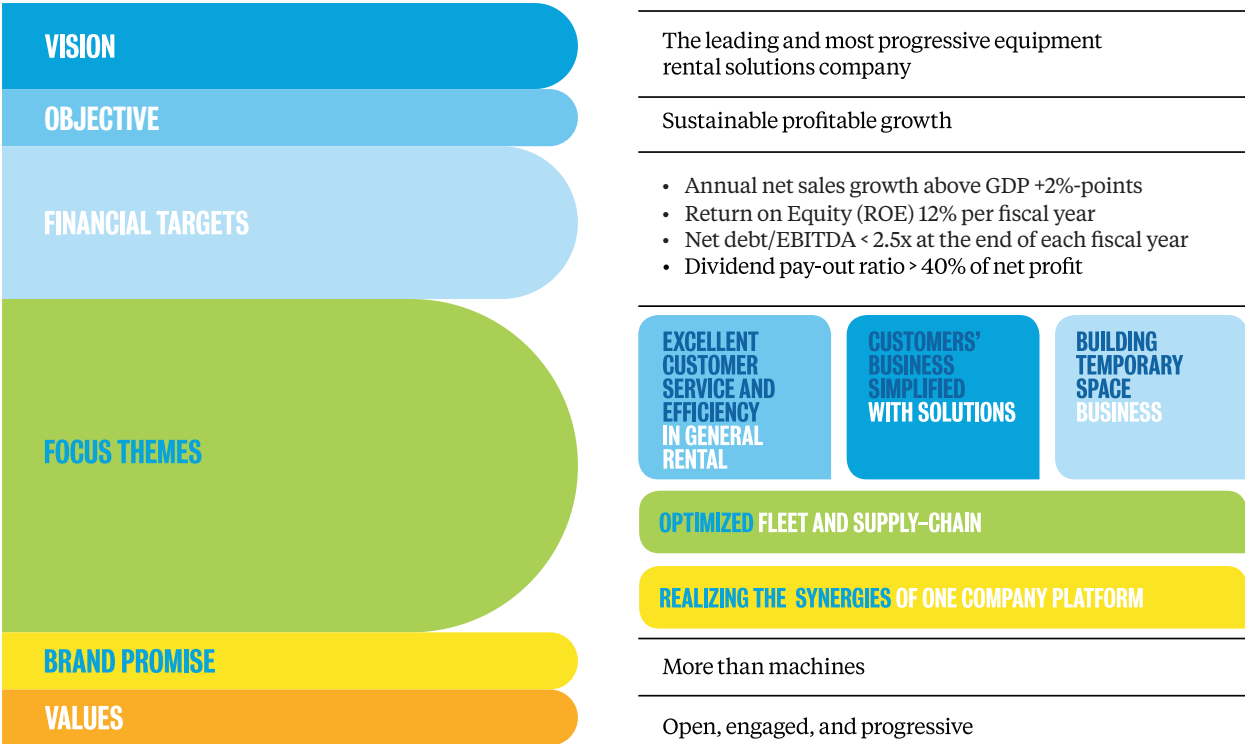 VISION
The leading and most progressive equipment
rental solutions company
OBJECTIVE
Sustainable profitable growth
FINANCIAL TARGETS
• Annual net sales growth above GDP +2%-points
• Return on Equity (ROE) 12% per fiscal year
• Net debt/EBITDA < 2.5x at the end of each fiscal year
• Dividend pay-out ratio > 40% of net profit
FOCUS THEMES
EXCELLENT
CUSTOMER
SERVICE AND
EFFICIENCY
IN GENERAL
RENTAL
CUSTOMERS’
BUSINESS
SIMPLIFIED
WITH SOLUTIONS
BUILDING
TEMPORARY
SPACE
BUSINESS
OPTIMIZED FLEET AND SUPPLY–CHAIN
REALIZING THE SYNERGIES OF ONE COMPANY PLATFORM
BRAND PROMISE
More than machines
VALUES
Open, engaged, and progressive